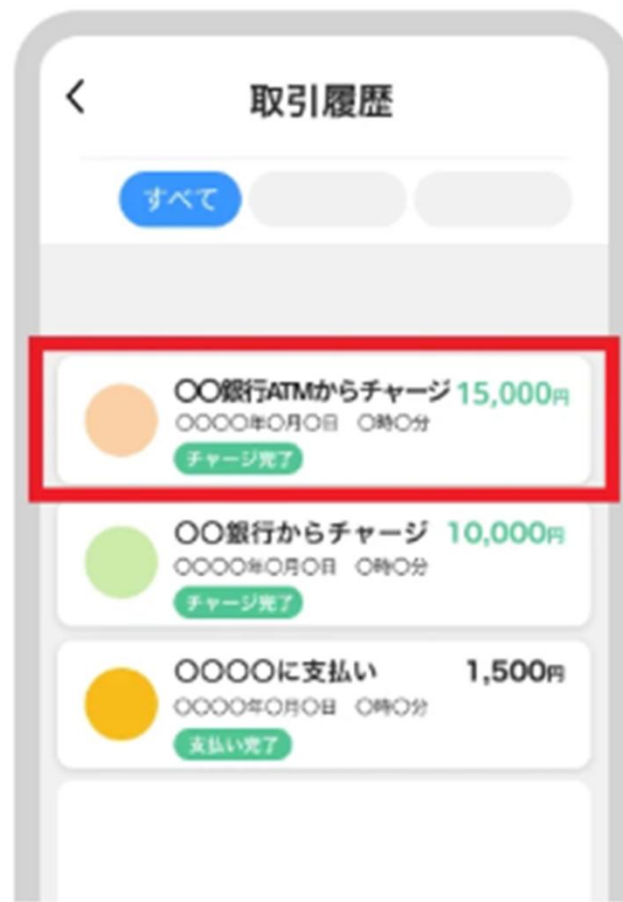 取引履歴
すべて
〇〇銀行ATMからチャージ 15,000円
〇〇〇〇年〇月〇日 〇時〇分
チャージ完了
〇〇銀行からチャージ 10,000円
〇〇〇〇年〇月〇日 〇時〇分
チャージ完了
〇〇〇〇に支払い 1,500円
〇〇〇〇年〇月〇日 〇時〇分
支払い完了